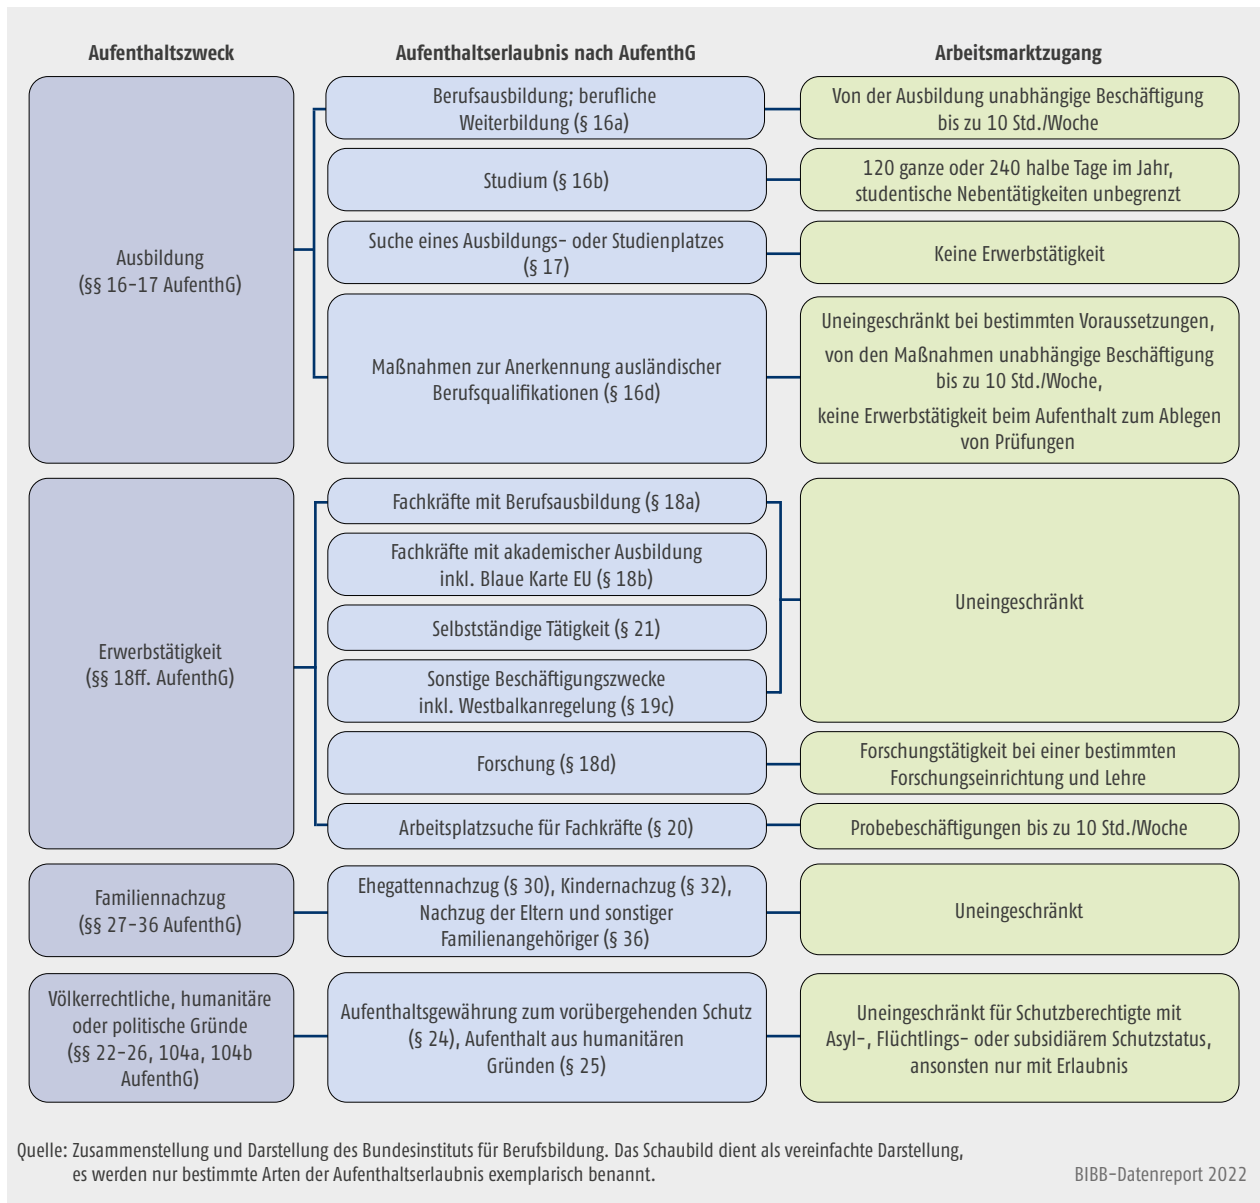 Aufenthaltszweck
Aufenthaltserlaubnis nach AufenthG
Arbeitsmarktzugang
Ausbildung
(§§ 16-17 AufenthG)
Berufsausbildung; berufliche
Weiterbildung (§ 16a)
Von der Ausbildung unabhängige Beschäftigung
bis zu 10 Std./Woche
Studium (§ 16b)
120 ganze oder 240 halbe Tage im Jahr,
studentische Nebentätigkeiten unbegrenzt
Suche eines Ausbildungs- oder Studienplatzes
(§ 17)
Keine Erwerbstätigkeit
Maßnahmen zur Anerkennung ausländischer
Berufsqualifikationen (§ 16d)
Uneingeschränkt bei bestimmten Voraussetzungen,
von den Maßnahmen unabhängige Beschäftigung
bis zu 10 Std./Woche,
keine Erwerbstätigkeit beim Aufenthalt zum Ablegen
von Prüfungen
Erwerbstätigkeit
(§§ 18ff. AufenthG)
Fachkräfte mit Berufsausbildung (§ 18a)
Fachkräfte mit akademischer Ausbildung
inkl. Blaue Karte EU (§ 18b)
Selbstständige Tätigkeit (§ 21)
Sonstige Beschäftigungszwecke
inkl. Westbalkanregelung (§ 19c)
Uneingeschränkt
Forschung (§ 18d)
Forschungstätigkeit bei einer bestimmten
Forschungseinrichtung und Lehre
Arbeitsplatzsuche für Fachkräfte (§ 20)
Probebeschäftigungen bis zu 10 Std./Woche
Familiennachzug
(§§ 27-36 AufenthG)
Ehegattennachzug (§ 30), Kindernachzug (§ 32),
Nachzug der Eltern und sonstiger
Familienangehöriger (§ 36)
Uneingeschränkt
Völkerrechtliche, humanitäre
oder politische Gründe
(§§ 22-26, 104a, 104b
AufenthG)
Aufenthaltsgewährung zum vorübergehenden Schutz
(§ 24), Aufenthalt aus humanitären
Gründen (§ 25)
Uneingeschränkt für Schutzberechtigte mit
Asyl-, Flüchtlings- oder subsidiärem Schutzstatus,
ansonsten nur mit Erlaubnis
Quelle: Zusammenstellung und Darstellung des Bundesinstituts für Berufsbildung. Das Schaubild dient als vereinfachte Darstellung,
es werden nur bestimmte Arten der Aufenthaltserlaubnis exemplarisch benannt.
BIBB-Datenreport 2022